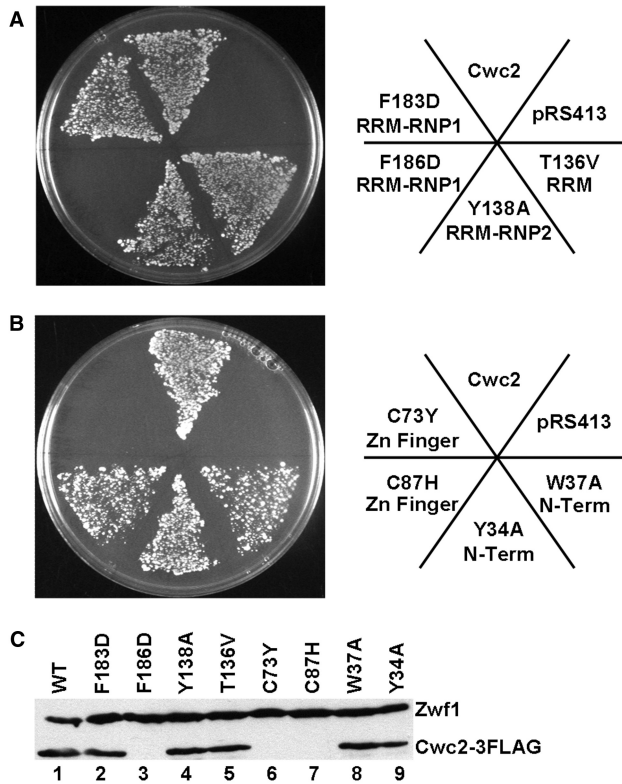 A
Cwc2
F183D
RRM-RNP1
pRS413
F186D
RRM-RNP1
T136V
RRM
Y138A
RRM-RNP2
B
Cwc2
C73Y
Zn Finger
pRS413
C87H
Zn Finger
W37A
N-Term
Y34A
N-Term
C
WT
F183D
F186D
Y138A
T136V
C73Y
C87H
W37A
Y34A
Zwf1
Cwc2-3FLAG
1 2 3 4 5 6 7 8 9